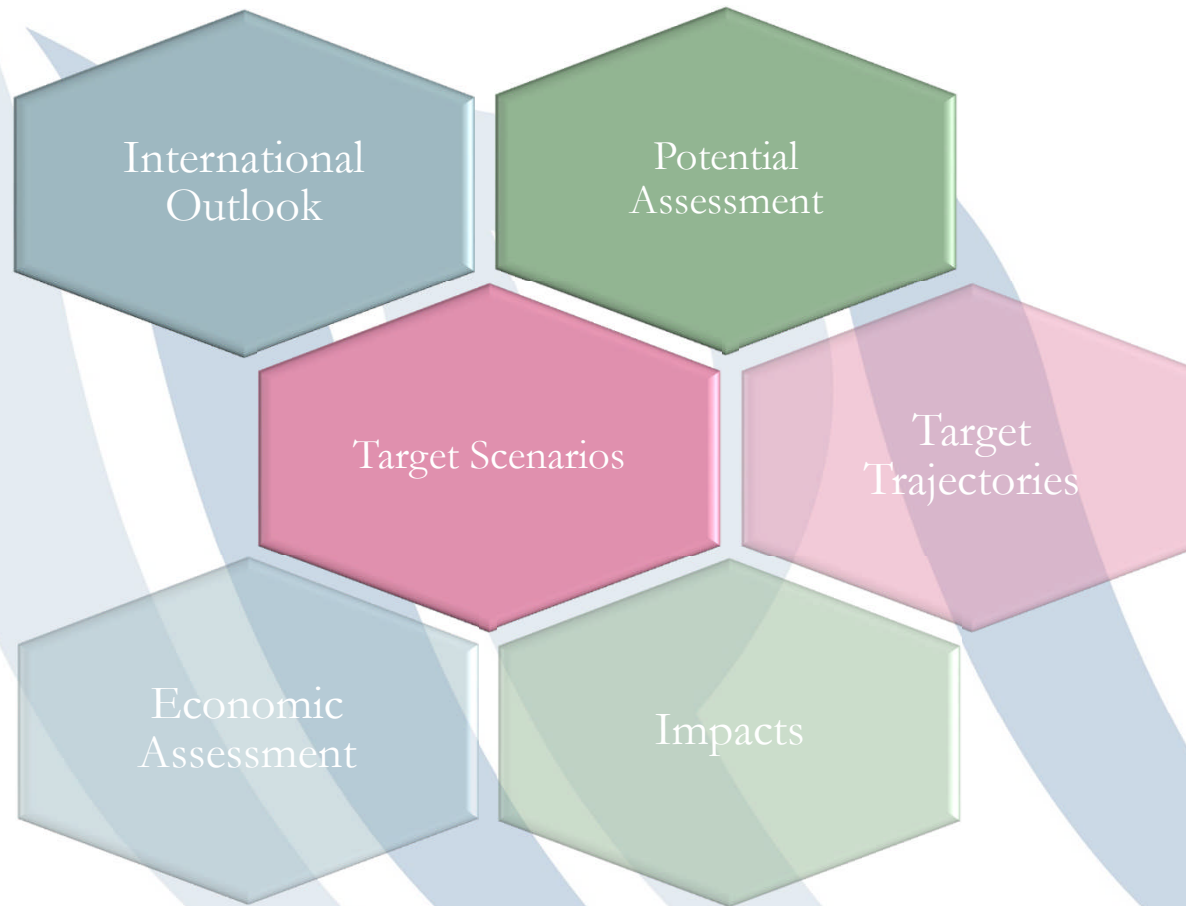 International
Outlook
Potential
Assessment
Target Scenarios
Target
Trajectories
Economic
Assessment
Impacts